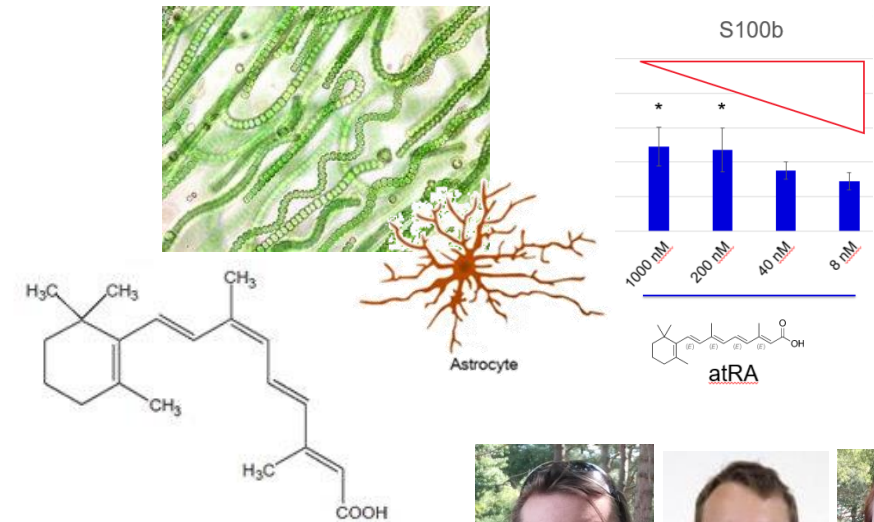 S100b
*
*
1000 nM
200 nM
40 nM
8 nM
O
OH
(E)
(E)
(E)
(E)
atRA
Astrocyte
H₃C
CH₃
CH₃
CH₃
H₃C
COOH